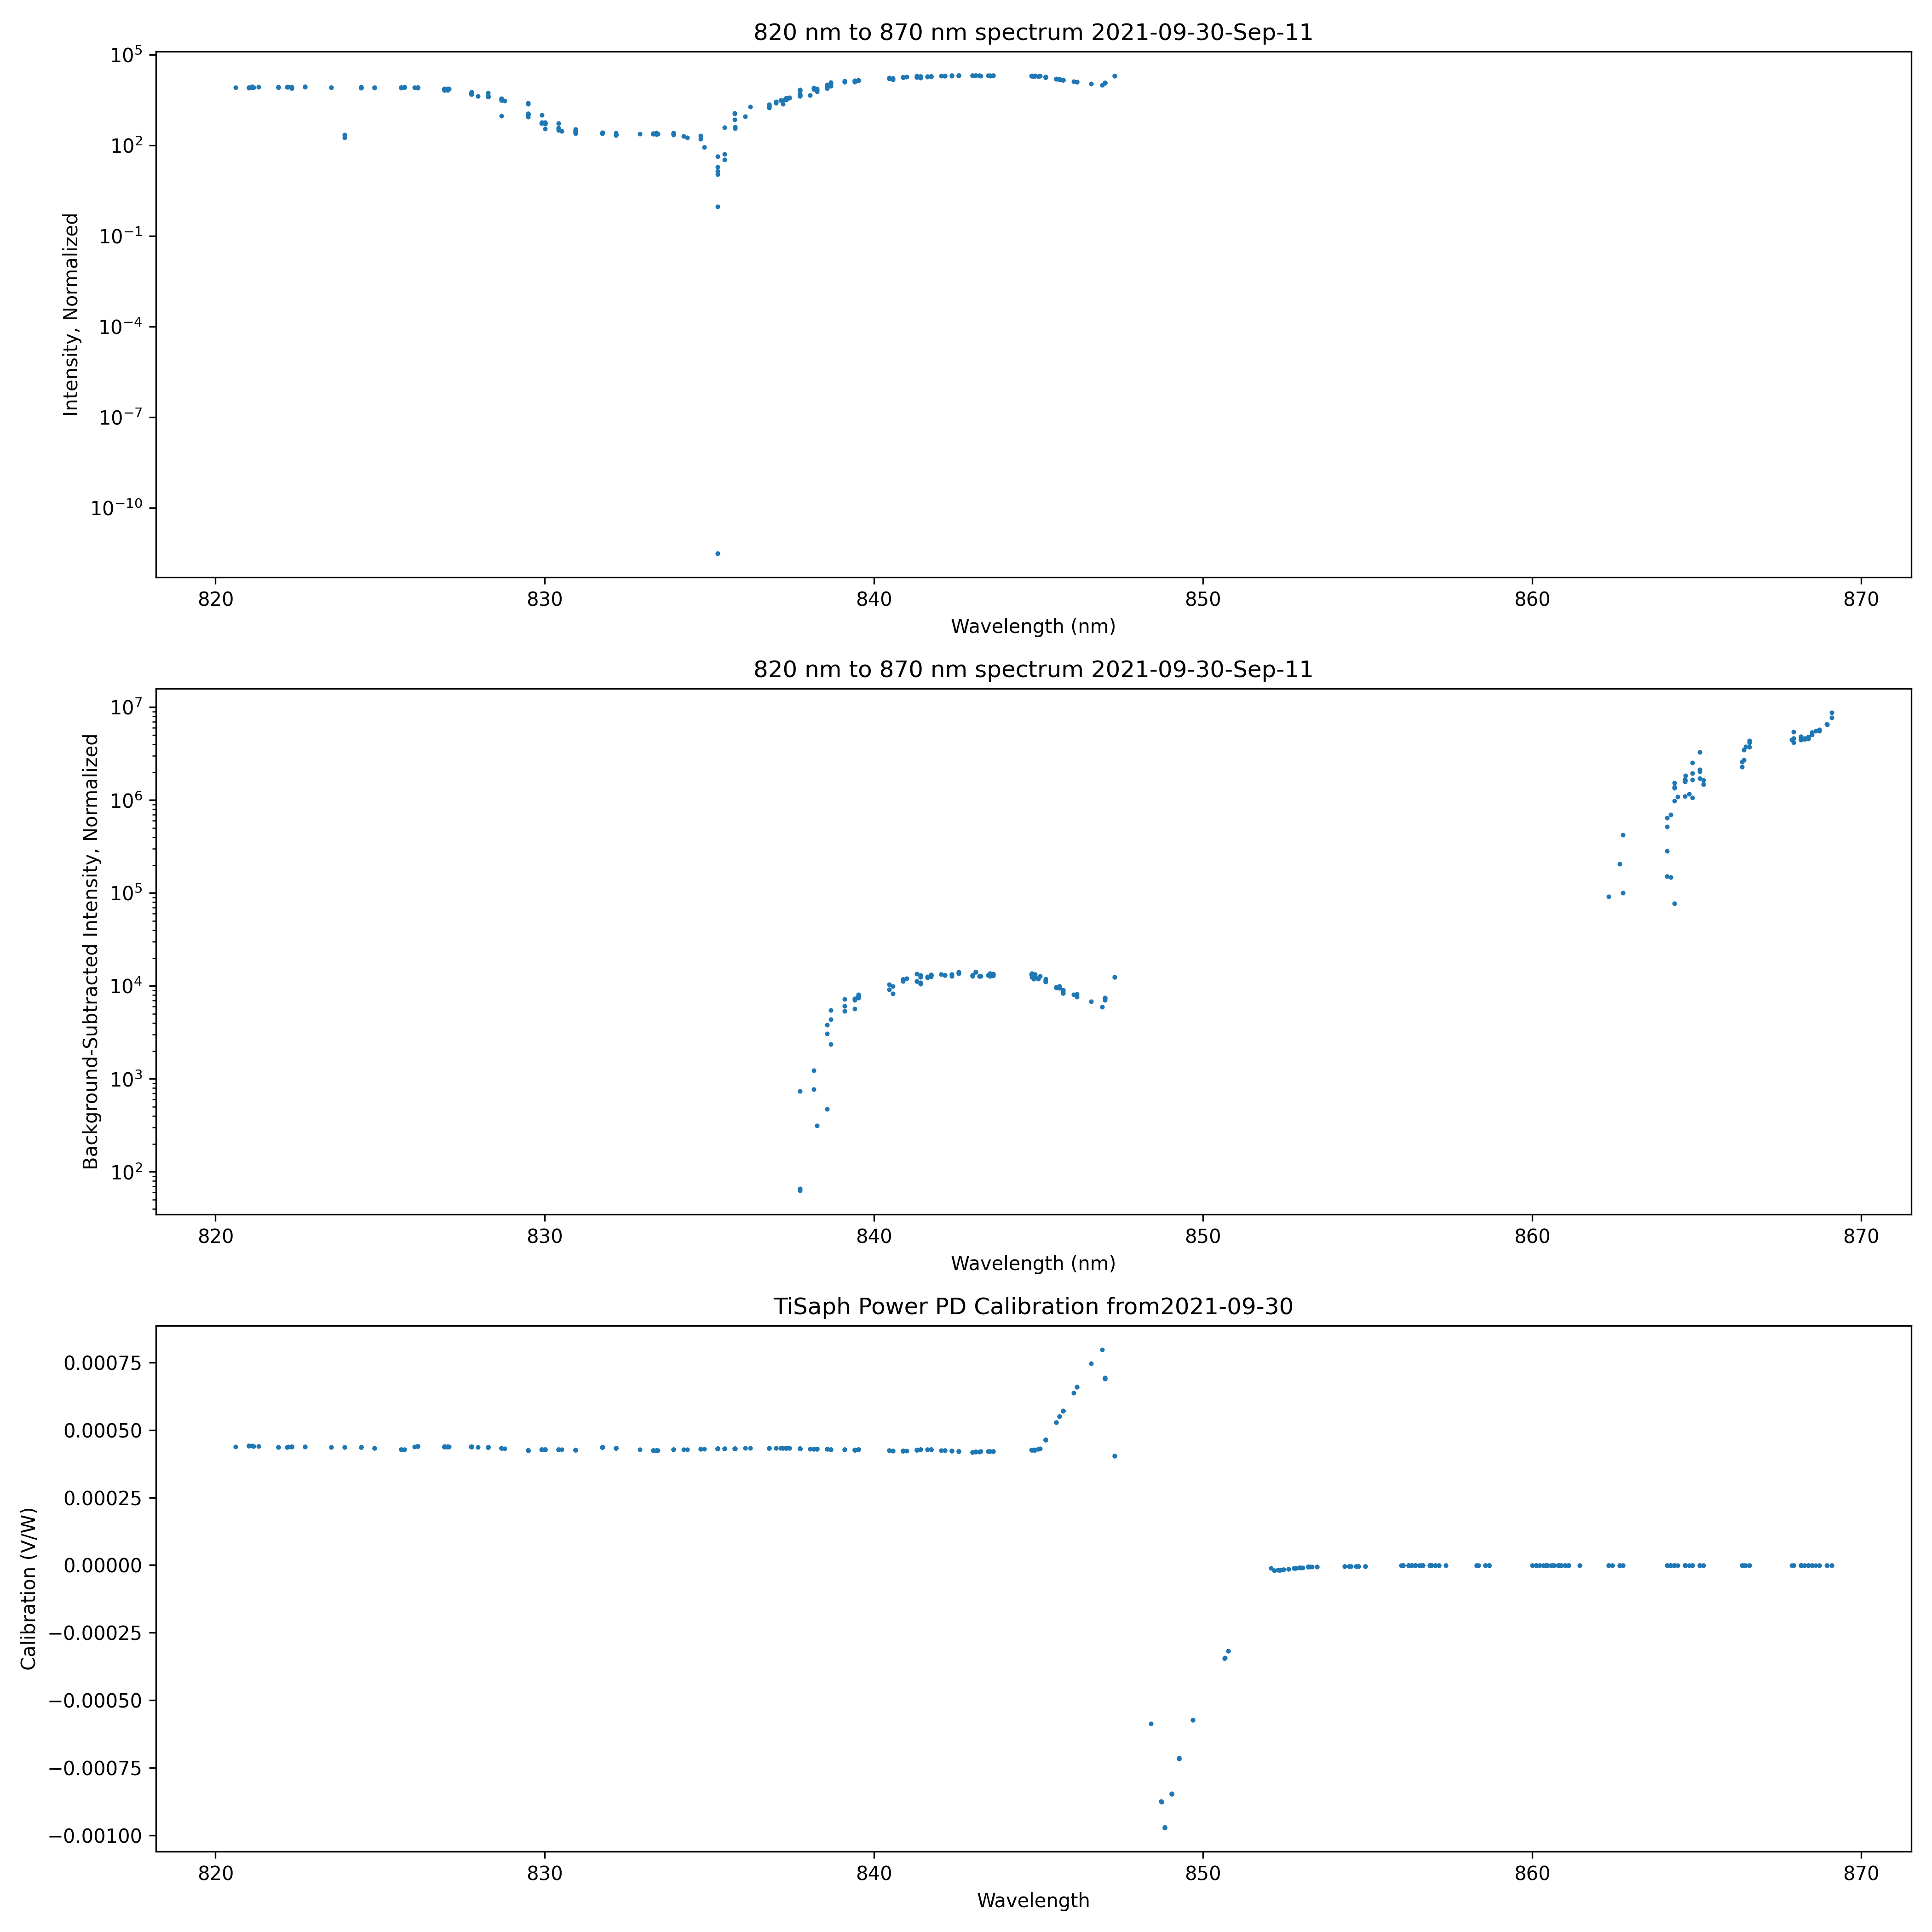 820 nm to 870 nm spectrum 2021-09-30-Sep-11
10^5
10^2
10^-1
10^-4
10^-7
10^-10
Intensity, Normalized
820 830 840 850 860 870
Wavelength (nm)
820 nm to 870 nm spectrum 2021-09-30-Sep-11
10^7
10^6
10^5
10^4
10^3
10^2
Background-Subtracted Intensity, Normalized
820 830 840 850 860 870
Wavelength (nm)
TiSaph Power PD Calibration from2021-09-30
0.00075
0.00050
0.00025
0.00000
−0.00025
−0.00050
−0.00075
−0.00100
Calibration (V/W)
820 830 840 850 860 870
Wavelength